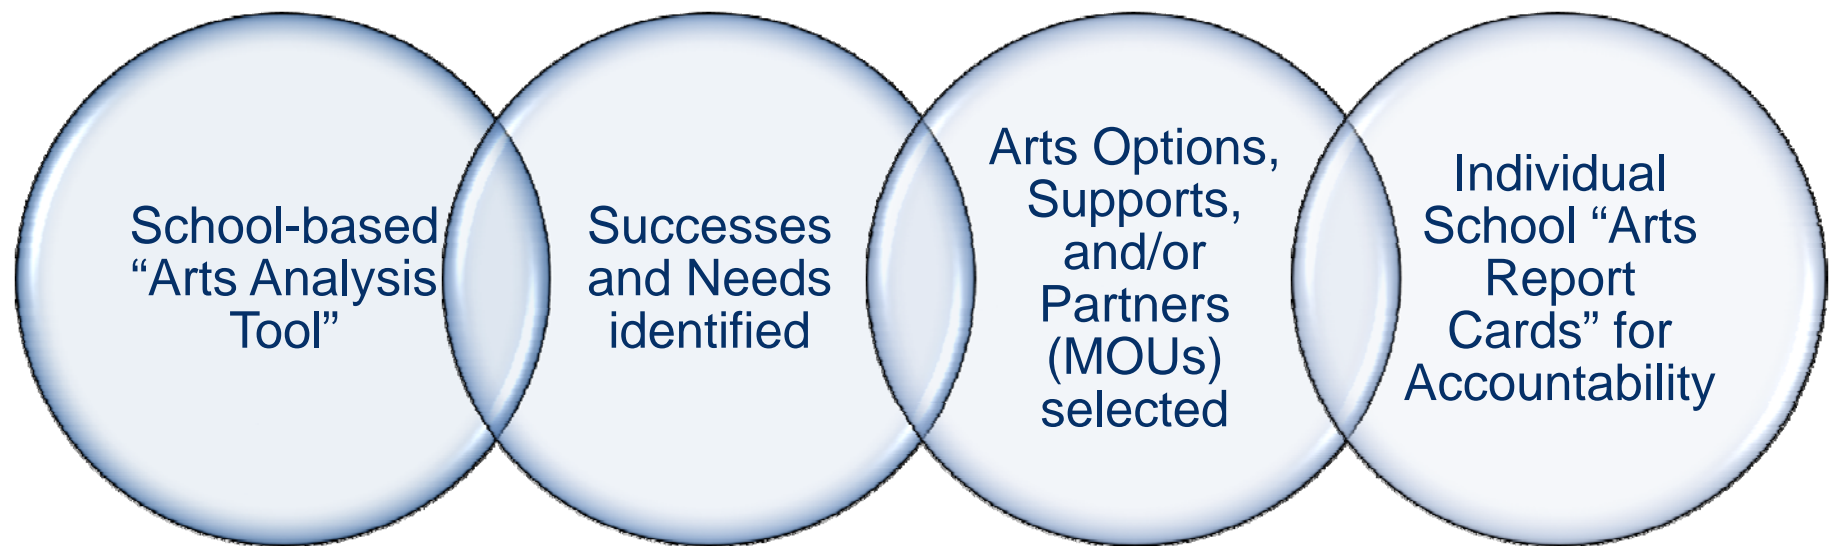 School-based
“Arts Analysis
Tool”
Successes
and Needs
identified
Arts Options,
Supports,
and/or
Partners
(MOUs)
selected
Individual
School “Arts
Report
Cards” for
Accountability